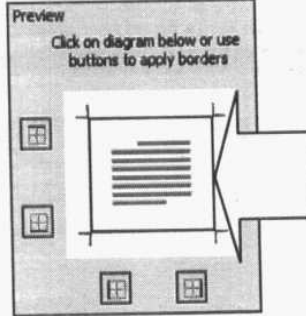 Preview
Click on diagram below or use
buttons to apply borders